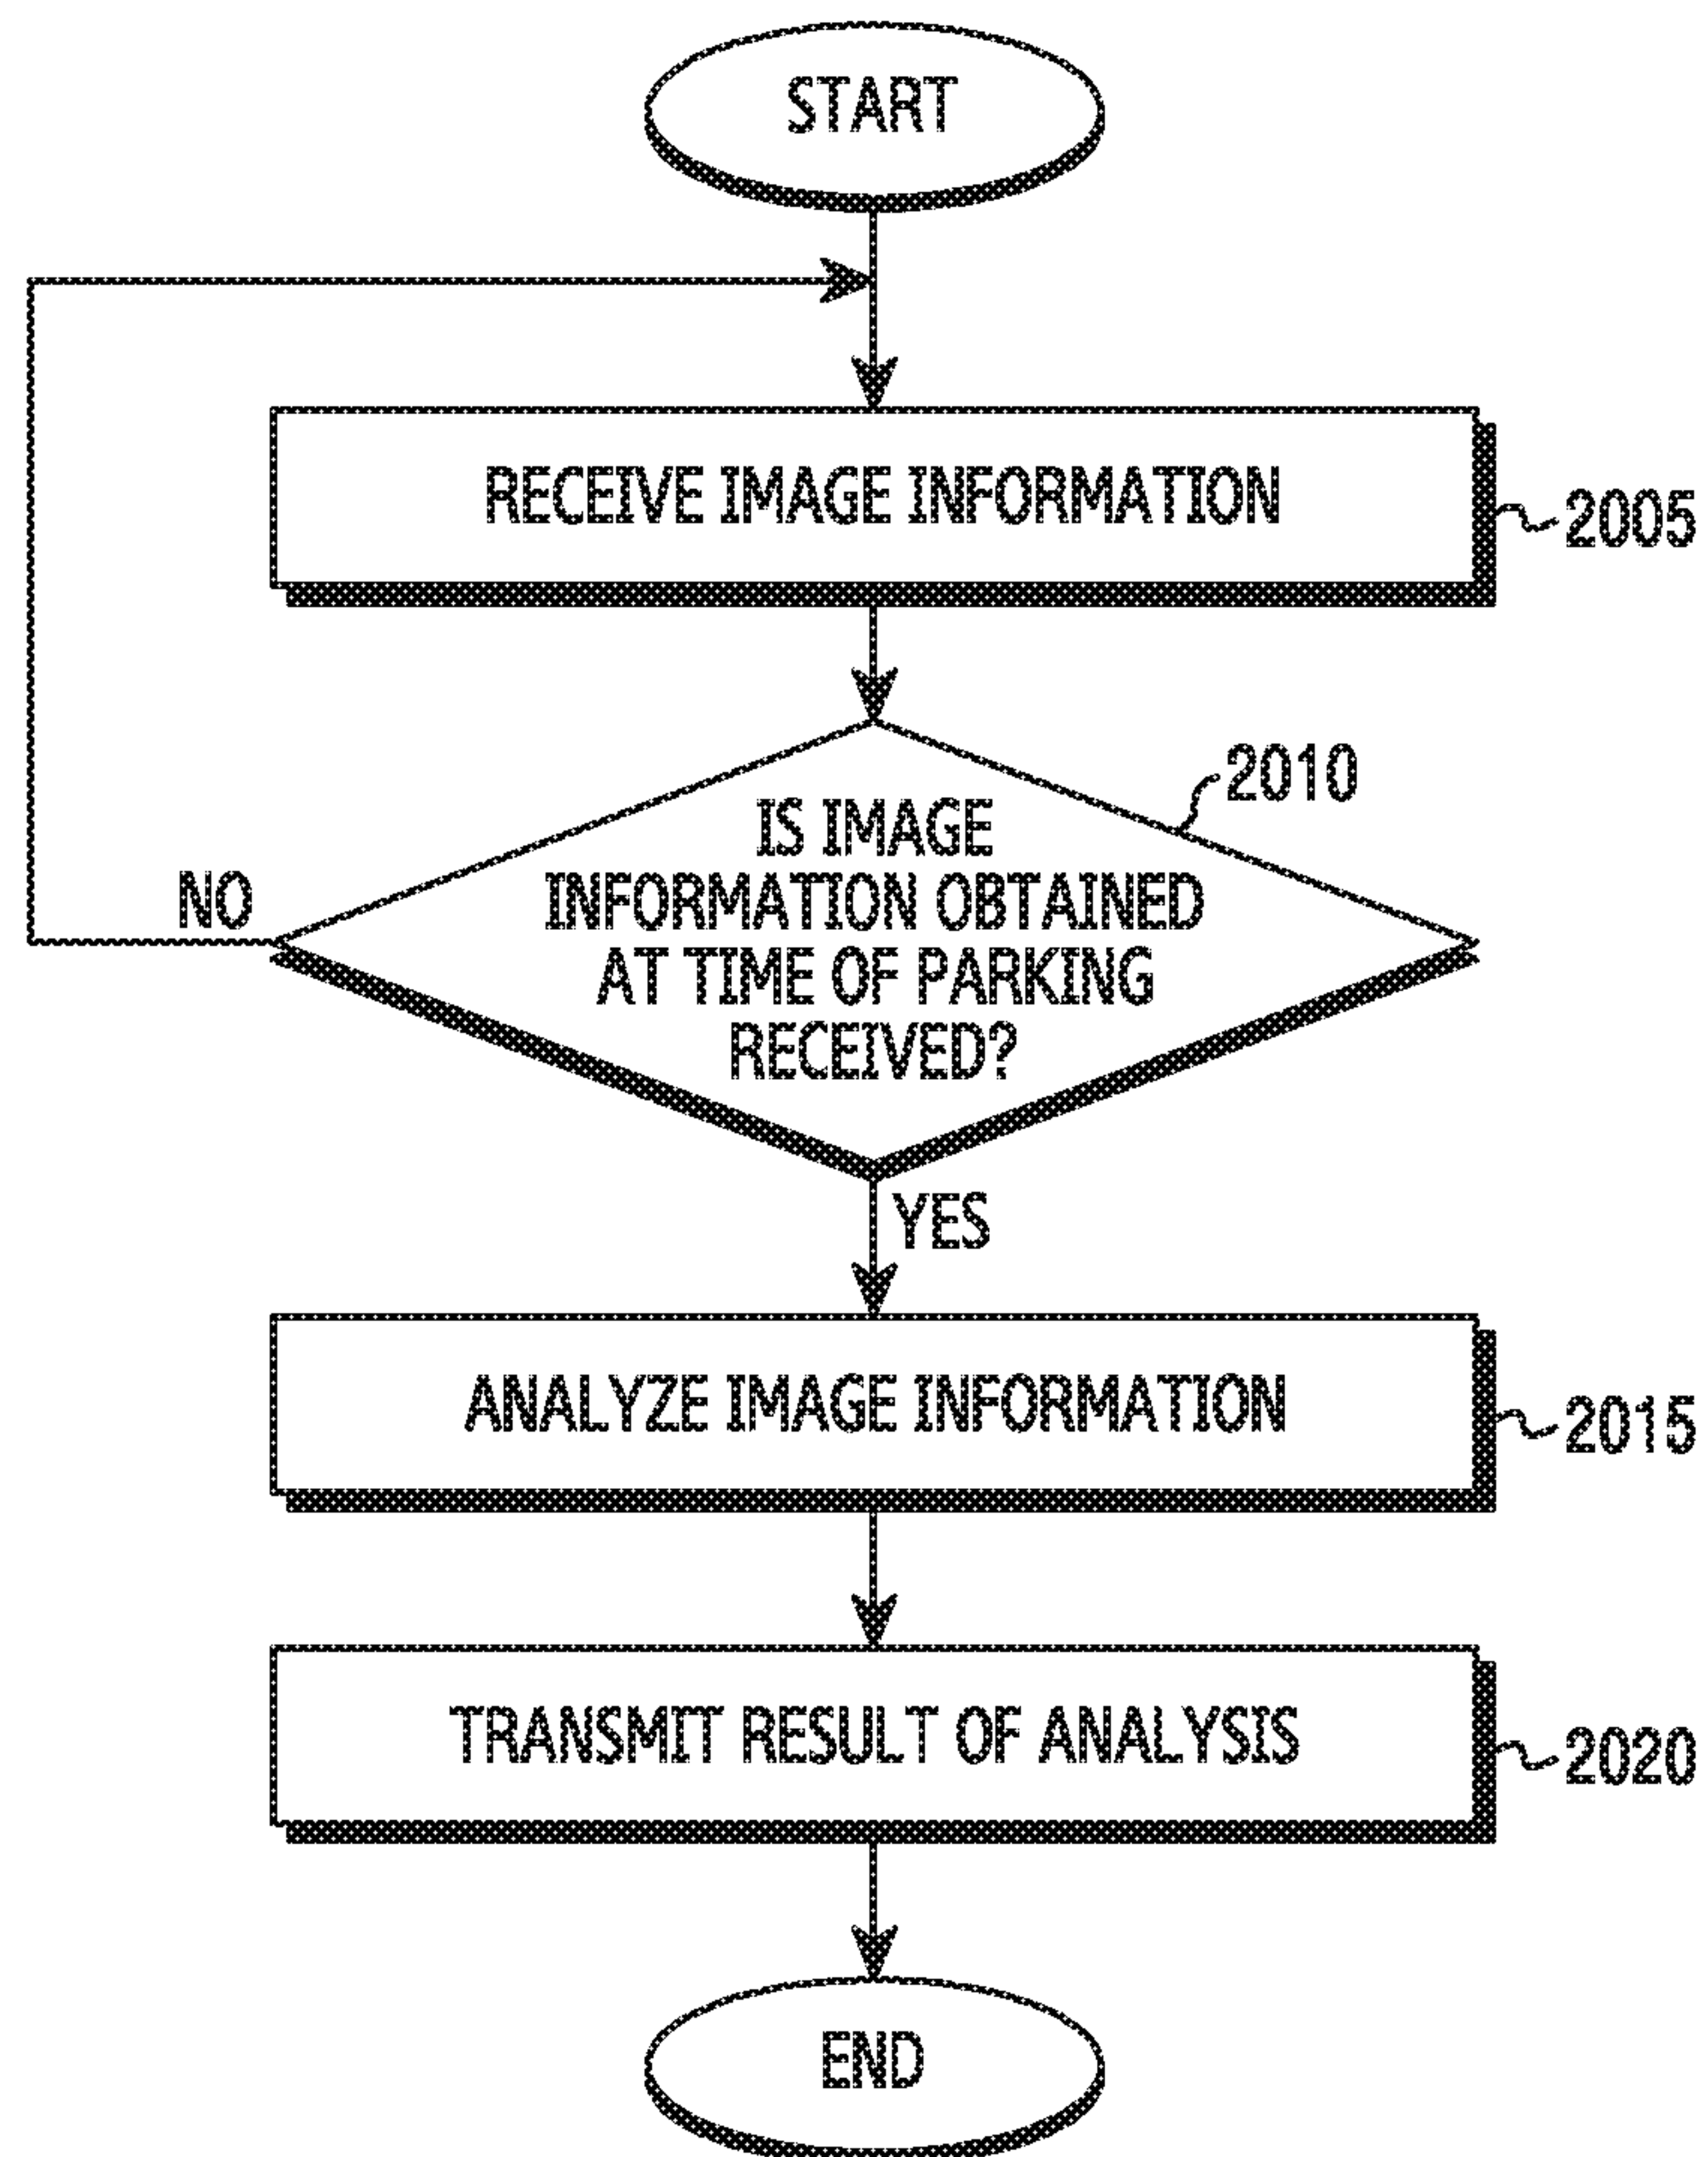 START
RECEIVE IMAGE INFORMATION
2005
2010
IS IMAGE
INFORMATION OBTAINED
AT TIME OF PARKING
RECEIVED?
NO
YES
ANALYZE IMAGE INFORMATION
2015
TRANSMIT RESULT OF ANALYSIS
2020
END